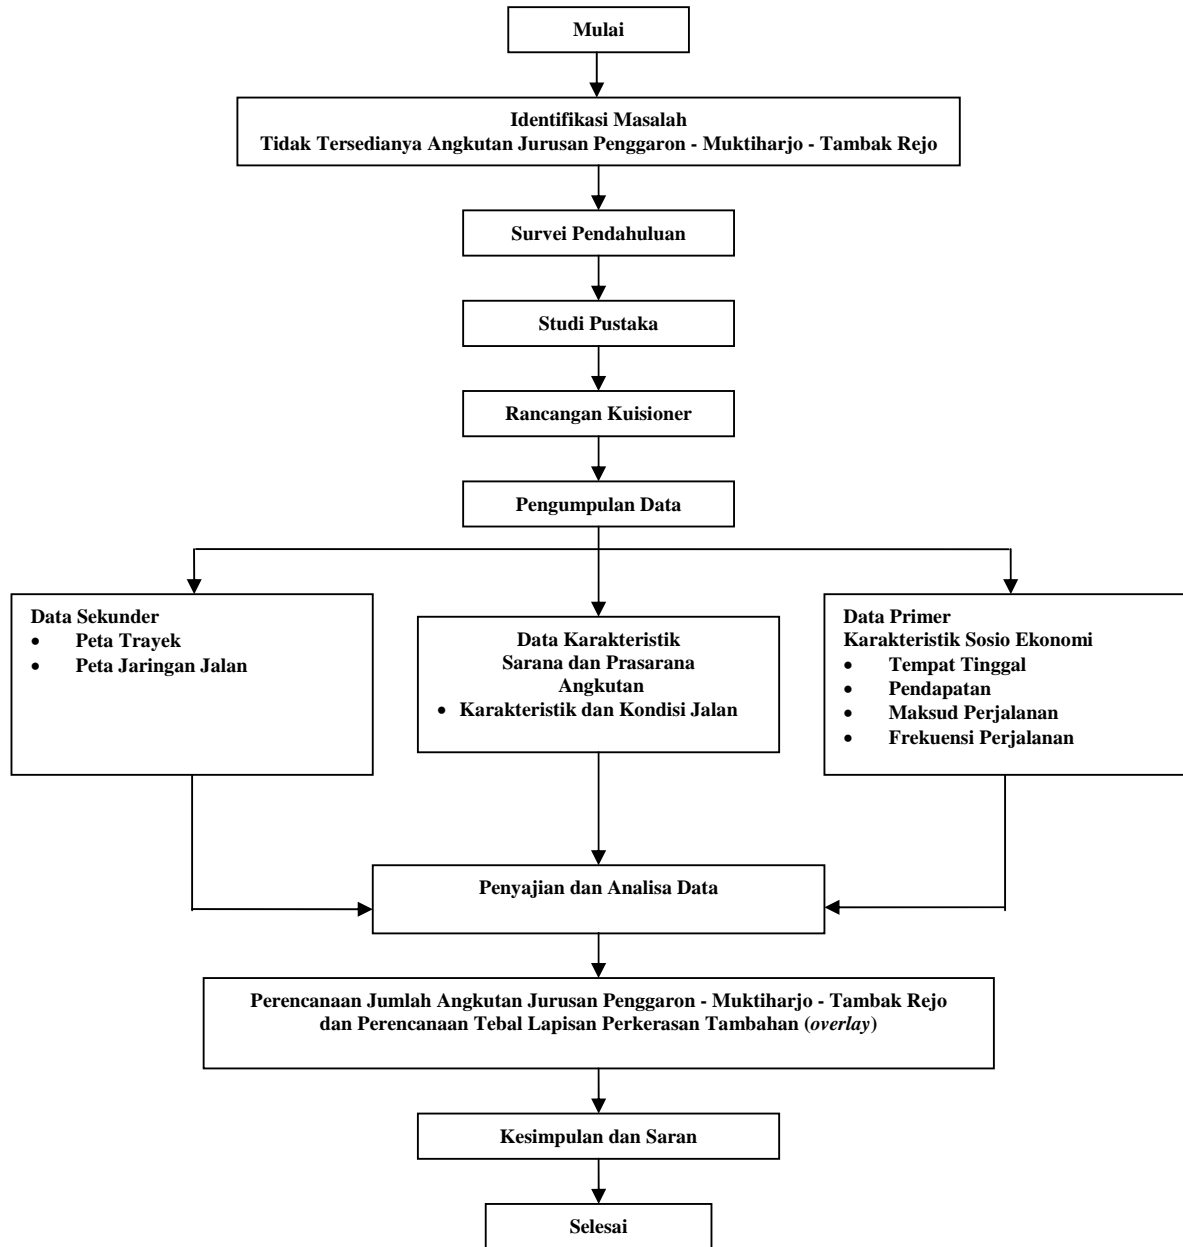 Mulai
Identifikasi Masalah
Tidak Tersedianya Angkutan Jurusan Penggaron - Muktiharjo - Tambak Rejo
Survei Pendahuluan
Studi Pustaka
Rancangan Kuisioner
Pengumpulan Data
Data Sekunder
• Peta Trayek
• Peta Jaringan Jalan
Data Karakteristik
Sarana dan Prasarana
Angkutan
• Karakteristik dan Kondisi Jalan
Data Primer
Karakteristik Sosio Ekonomi
• Tempat Tinggal
• Pendapatan
• Maksud Perjalanan
• Frekuensi Perjalanan
Penyajian dan Analisa Data
Perencanaan Jumlah Angkutan Jurusan Penggaron - Muktiharjo - Tambak Rejo
dan Perencanaan Tebal Lapisan Perkerasan Tambahan (overlay)
Kesimpulan dan Saran
Selesai